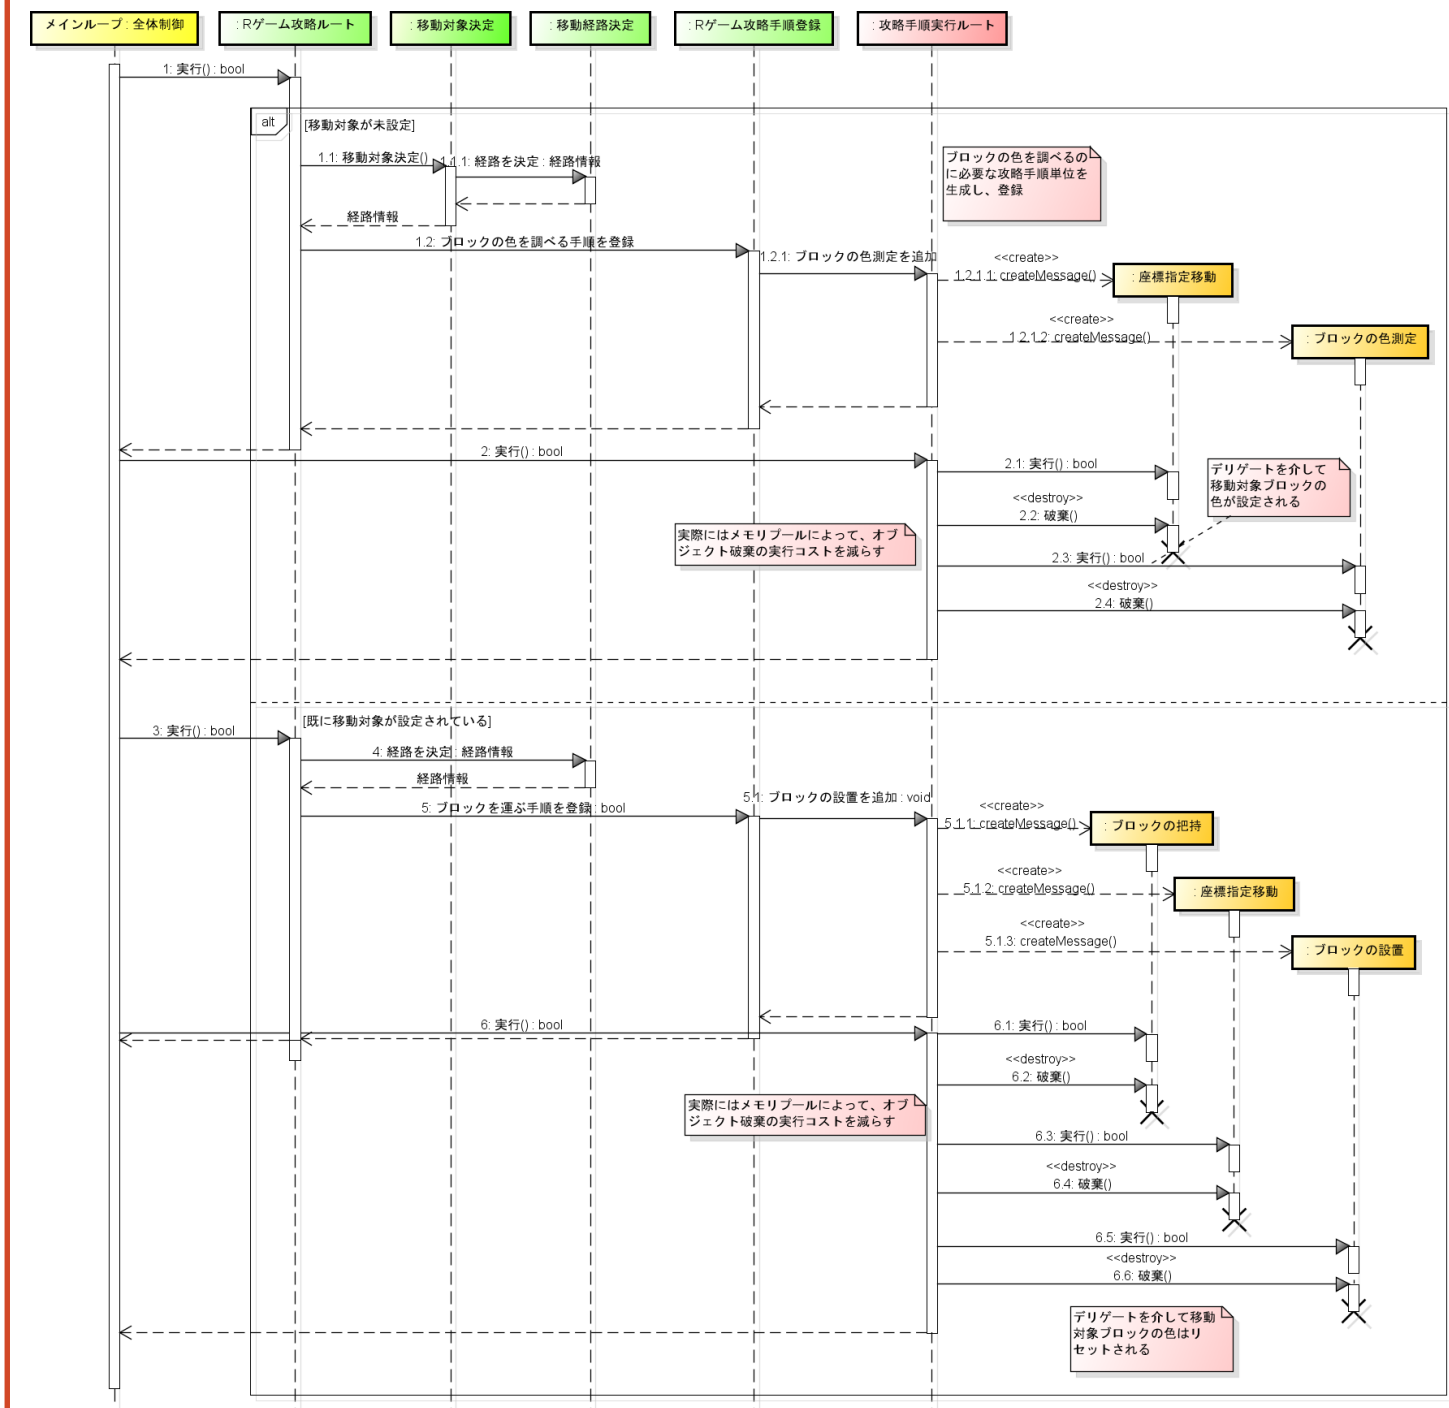 メインループ : 全体制御
: Rゲーム攻略ルート
: 移動対象決定
: 移動経路決定
: Rゲーム攻略手順登録
: 攻略手順実行ルート
1: 実行() : bool
alt
[移動対象が未設定]
1.1: 移動対象決定()
1.1.1: 経路を決定 : 経路情報
ブロックの色を調べるの
に必要な攻略手順単位を
生成し、登録
経路情報
1.2: ブロックの色を調べる手順を登録
1.2.1: ブロックの色測定を追加
<<create>>
1.2.1.1: createMessage()
: 座標指定移動
<<create>>
1.2.1.2: createMessage()
: ブロックの色測定
2: 実行() : bool
2.1: 実行() : bool
デリゲートを介して
移動対象ブロックの
色が設定される
<<destroy>>
2.2: 破棄()
実際にはメモリプールによって、オブ
ジェクト破棄の実行コストを減らす
2.3: 実行() : bool
<<destroy>>
2.4: 破棄()
[既に移動対象が設定されている]
3: 実行() : bool
4: 経路を決定 : 経路情報
経路情報
5: ブロックを運ぶ手順を登録 : bool
5.1: ブロックの設置を追加 : void
<<create>>
5.1.1: createMessage()
: ブロックの把持
<<create>>
5.1.2: createMessage()
: 座標指定移動
<<create>>
5.1.3: createMessage()
: ブロックの設置
6: 実行() : bool
6.1: 実行() : bool
<<destroy>>
6.2: 破棄()
実際にはメモリプールによって、オブ
ジェクト破棄の実行コストを減らす
6.3: 実行() : bool
<<destroy>>
6.4: 破棄()
6.5: 実行() : bool
<<destroy>>
6.6: 破棄()
デリゲートを介して移動
対象ブロックの色はリ
セットされる